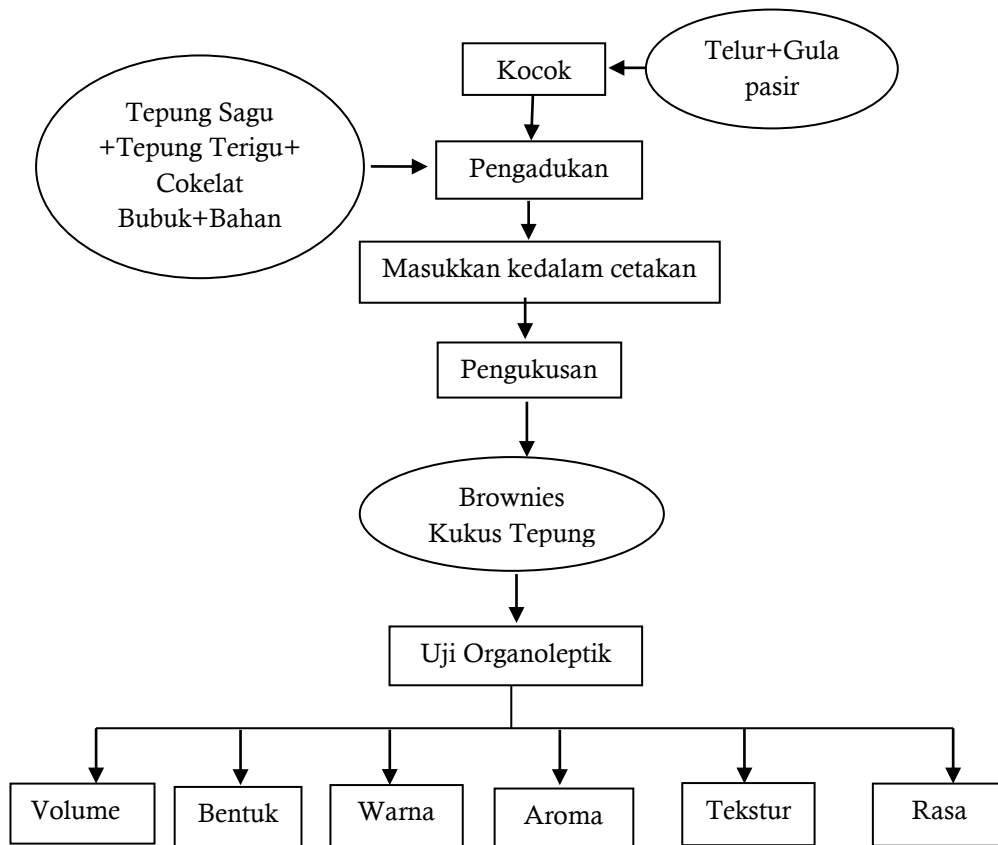 Kocok
Telur+Gula
pasir
Tepung Sagu
+Tepung Terigu+
Cokelat
Bubuk+Bahan
Pengadukan
Masukkan kedalam cetakan
Pengukusan
Brownies
Kukus Tepung
Uji Organoleptik
Volume
Bentuk
Warna
Aroma
Tekstur
Rasa